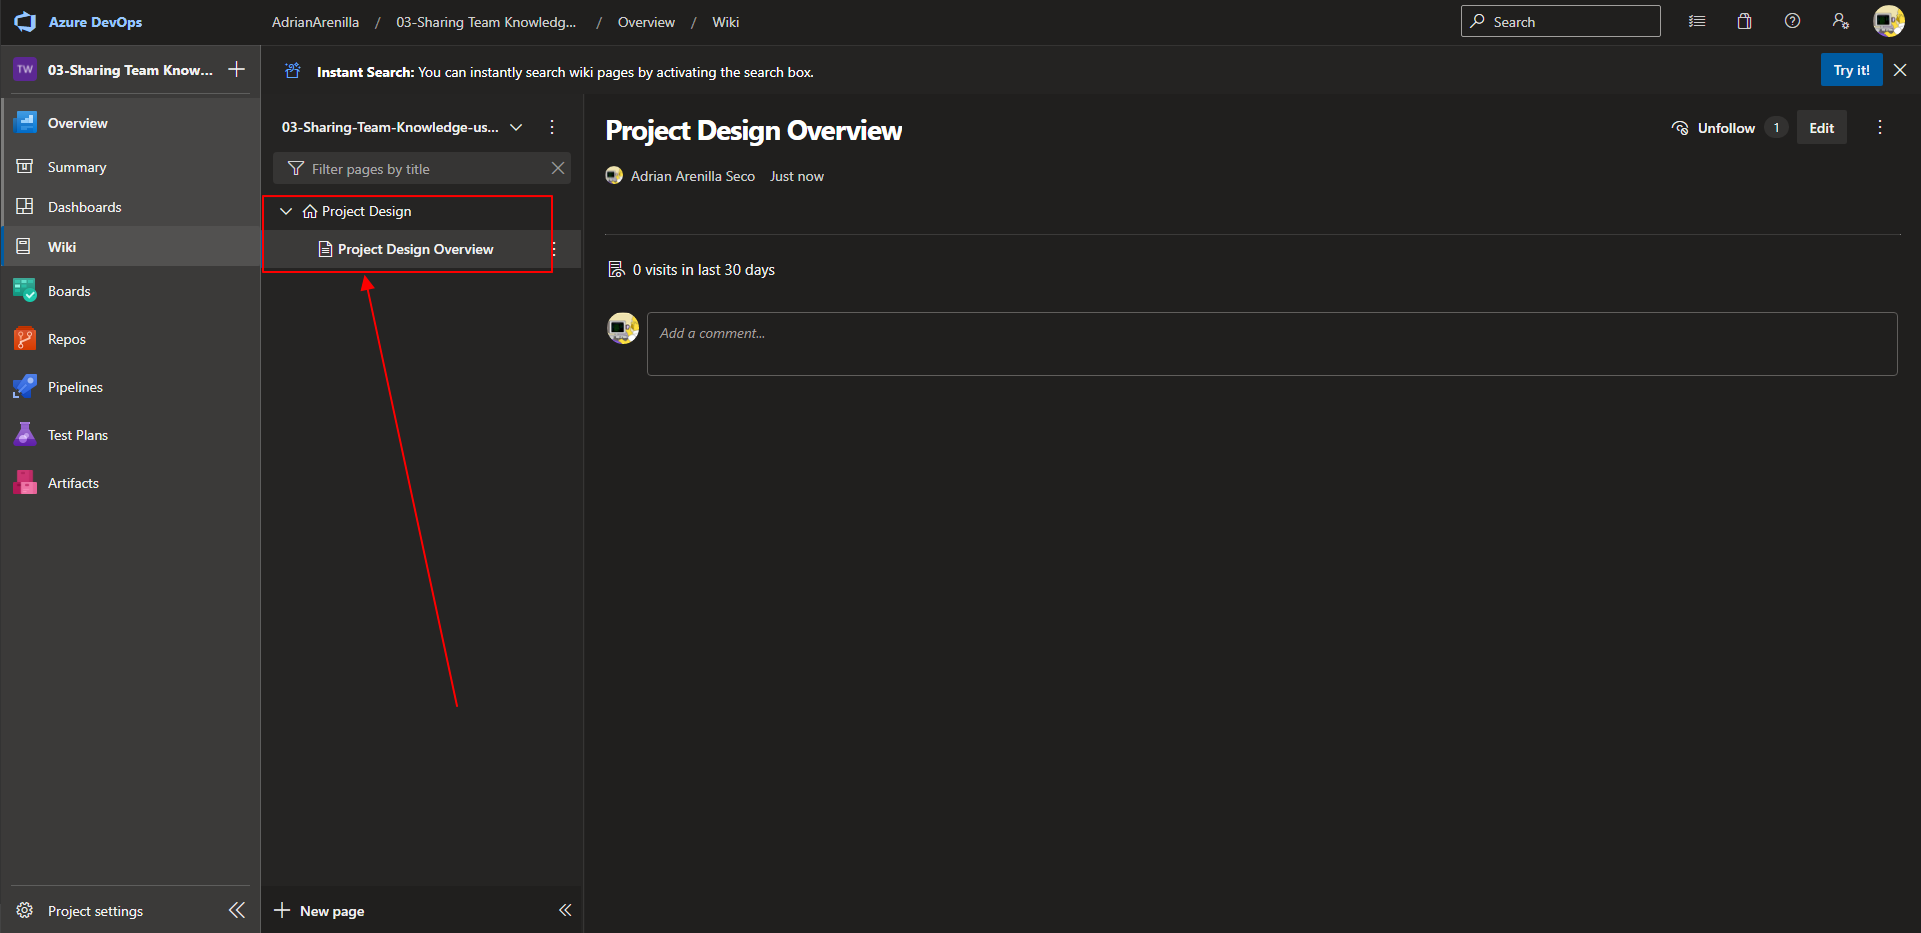 Azure DevOps
AdrianArenilla / 03-Sharing Team Knowledg... / Overview / Wiki
Search
TW
03-Sharing Team Know...
Instant Search: You can instantly search wiki pages by activating the search box.
Try it!
Overview
Summary
Dashboards
Wiki
Boards
Repos
Pipelines
Test Plans
Artifacts
Project settings
03-Sharing-Team-Knowledge-us...
Filter pages by title
Project Design
Project Design Overview
New page
Project Design Overview
Unfollow 1 Edit
Adrian Arenilla Seco Just now
0 visits in last 30 days
Add a comment...